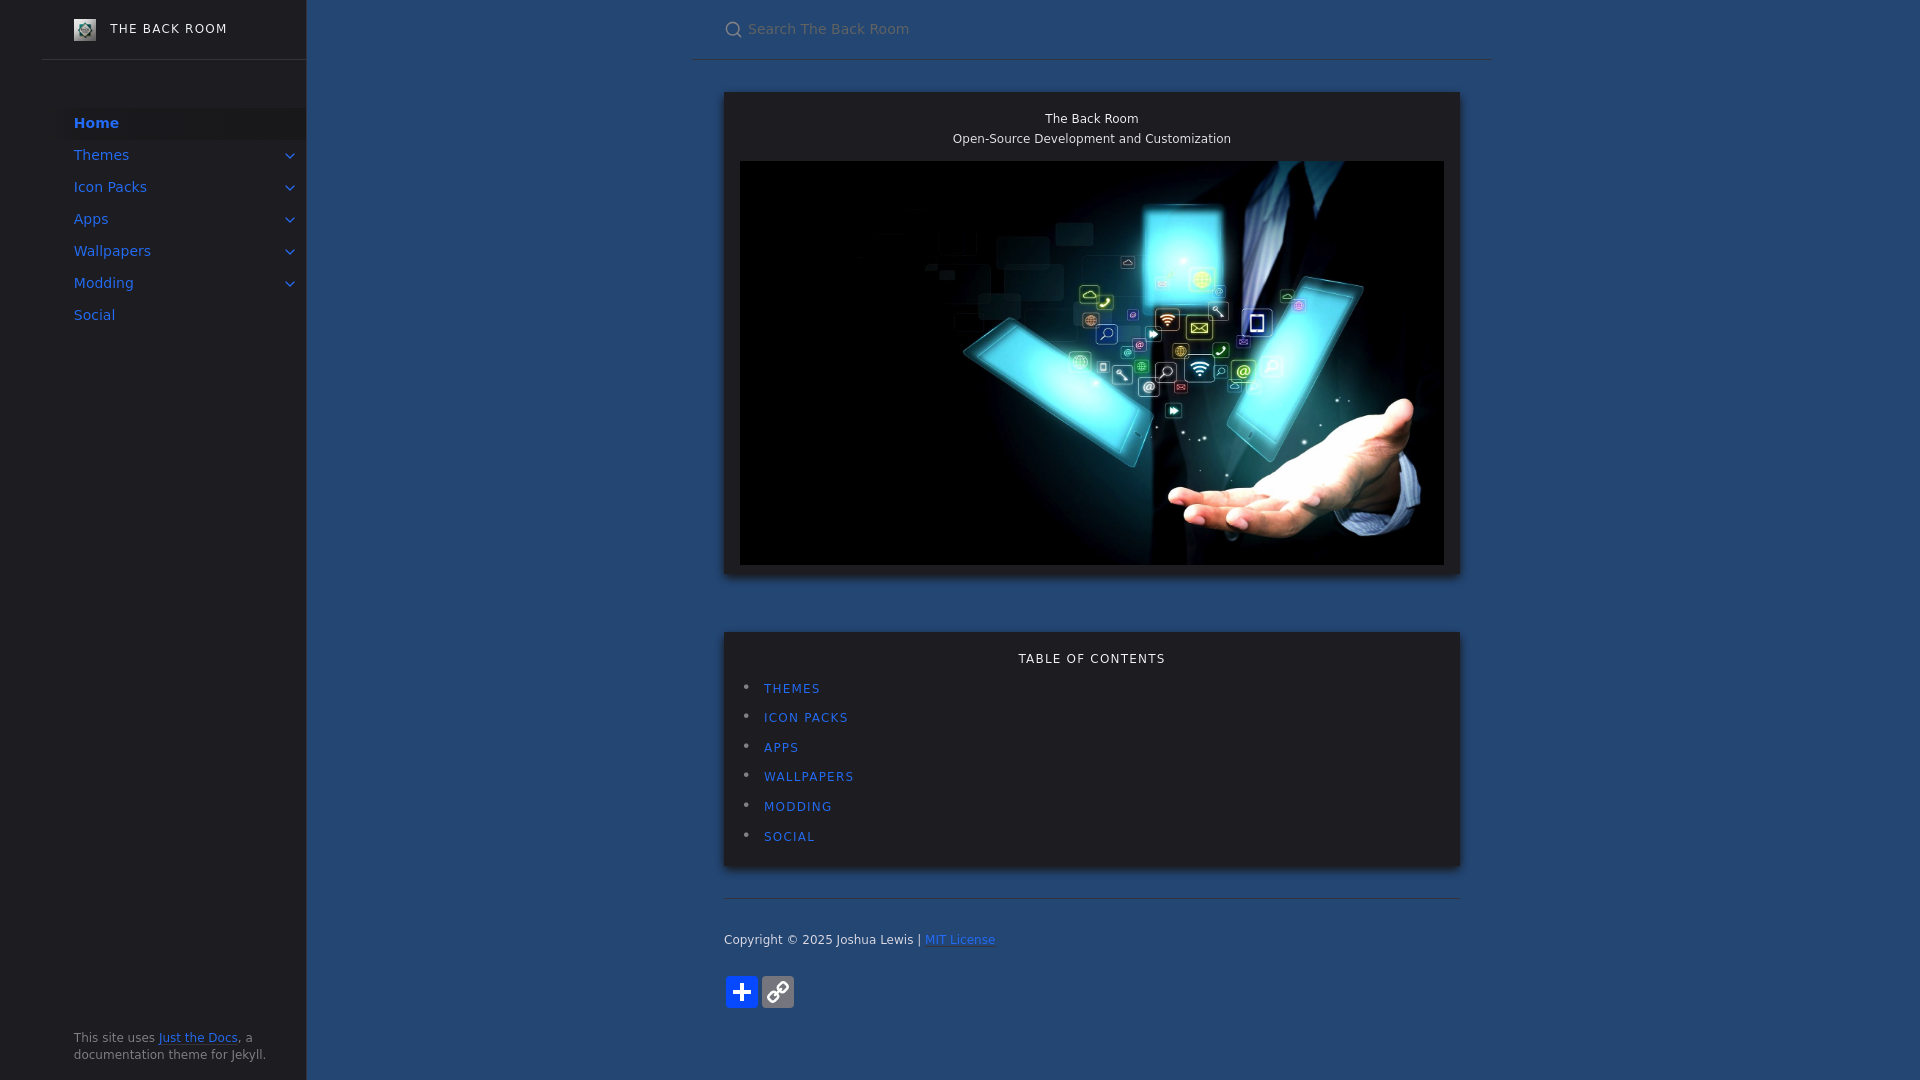 THE BACK ROOM
Search The Back Room
Home
Themes
Icon Packs
Apps
Wallpapers
Modding
Social
The Back Room
Open-Source Development and Customization
TABLE OF CONTENTS
• THEMES
• ICON PACKS
• APPS
• WALLPAPERS
• MODDING
• SOCIAL
Copyright © 2025 Joshua Lewis | MIT License
This site uses Just the Docs, a
documentation theme for Jekyll.